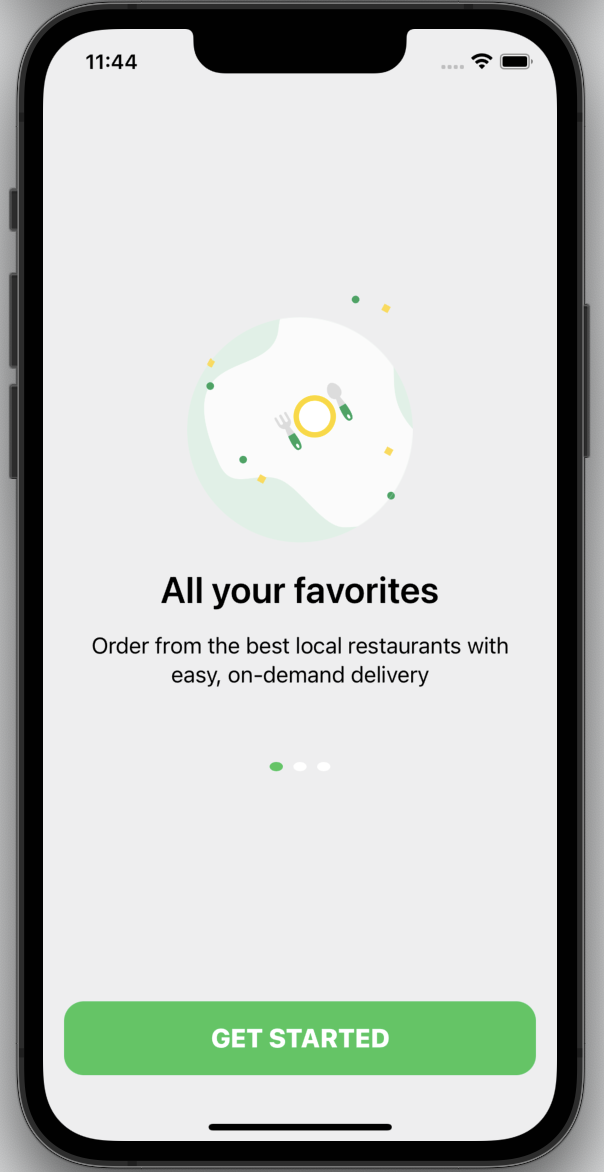 11:44
All your favorites
Order from the best local restaurants with
easy, on-demand delivery
GET STARTED